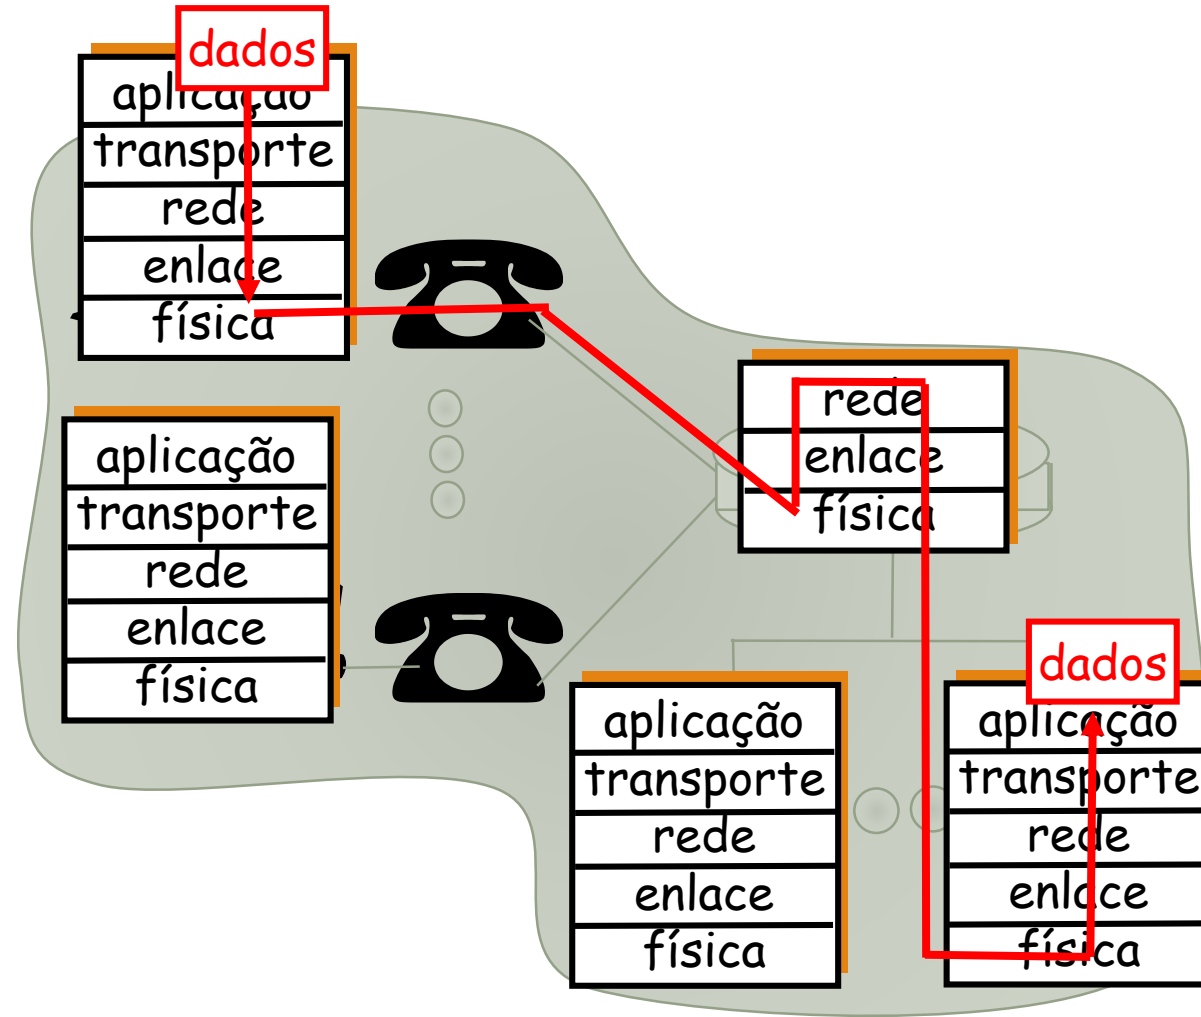 dados
aplicação
transporte
rede
enlace
física
aplicação
transporte
rede
enlace
física
rede
enlace
física
aplicação
transporte
rede
enlace
física
dados
aplicação
transporte
rede
enlace
física